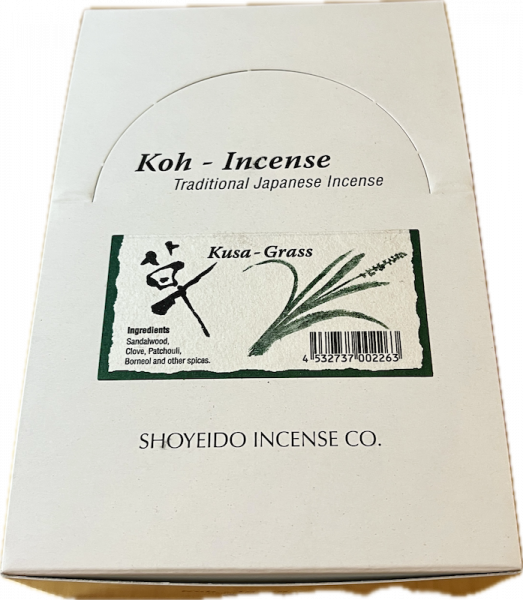 Koh - Incense
Traditional Japanese Incense
草
Kusa - Grass
Ingredients
Sandalwood,
Clove, Patchouli,
Borneol and other spices.
4 532737 002263
SHOYEIDO INCENSE CO.